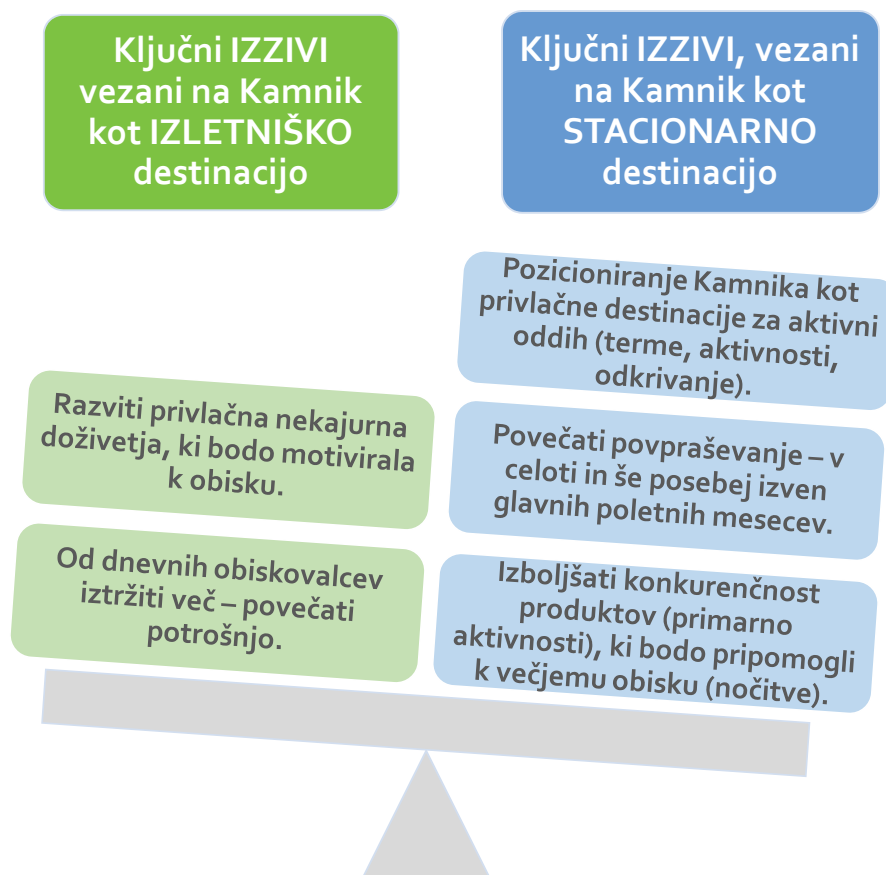 Ključni IZZIVI
vezani na Kamnik
kot IZLETNIŠKO
destinacijo
Ključni IZZIVI, vezani
na Kamnik kot
STACIONARNO
destinacijo
Razviti privlačna nekajurna
doživetja, ki bodo motivirala
k obisku.
Od dnevnih obiskovalcev
iztržiti več – povečati
potrošnjo.
Pozicioniranje Kamnika kot
privlačne destinacije za aktivni
oddih (terme, aktivnosti,
odkrivanje).
Povečati povpraševanje – v
celoti in še posebej izven
glavnih poletnih mesecev.
Izboljšati konkurenčnost
produktov (primarno
aktivnosti), ki bodo pripomogli
k večjemu obisku (nočitve).